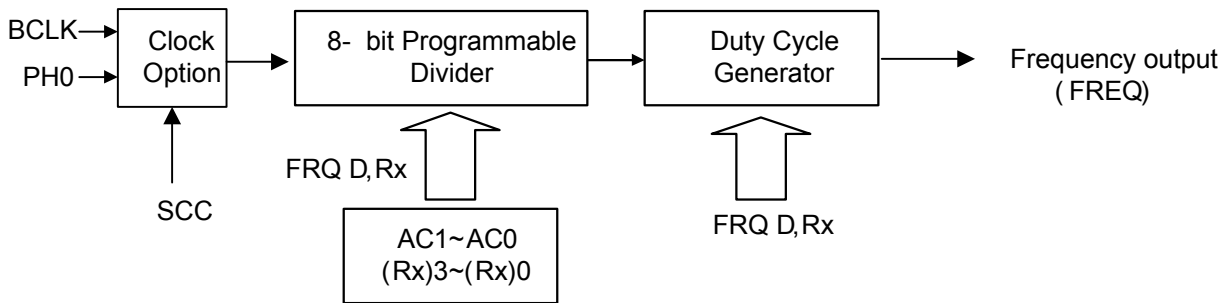 BCLK
PH0
Clock
Option
SCC
8- bit Programmable
Divider
FRQ D,Rx
AC1~AC0
(Rx)3~(Rx)0
Duty Cycle
Generator
FRQ D,Rx
Frequency output
( FREQ)